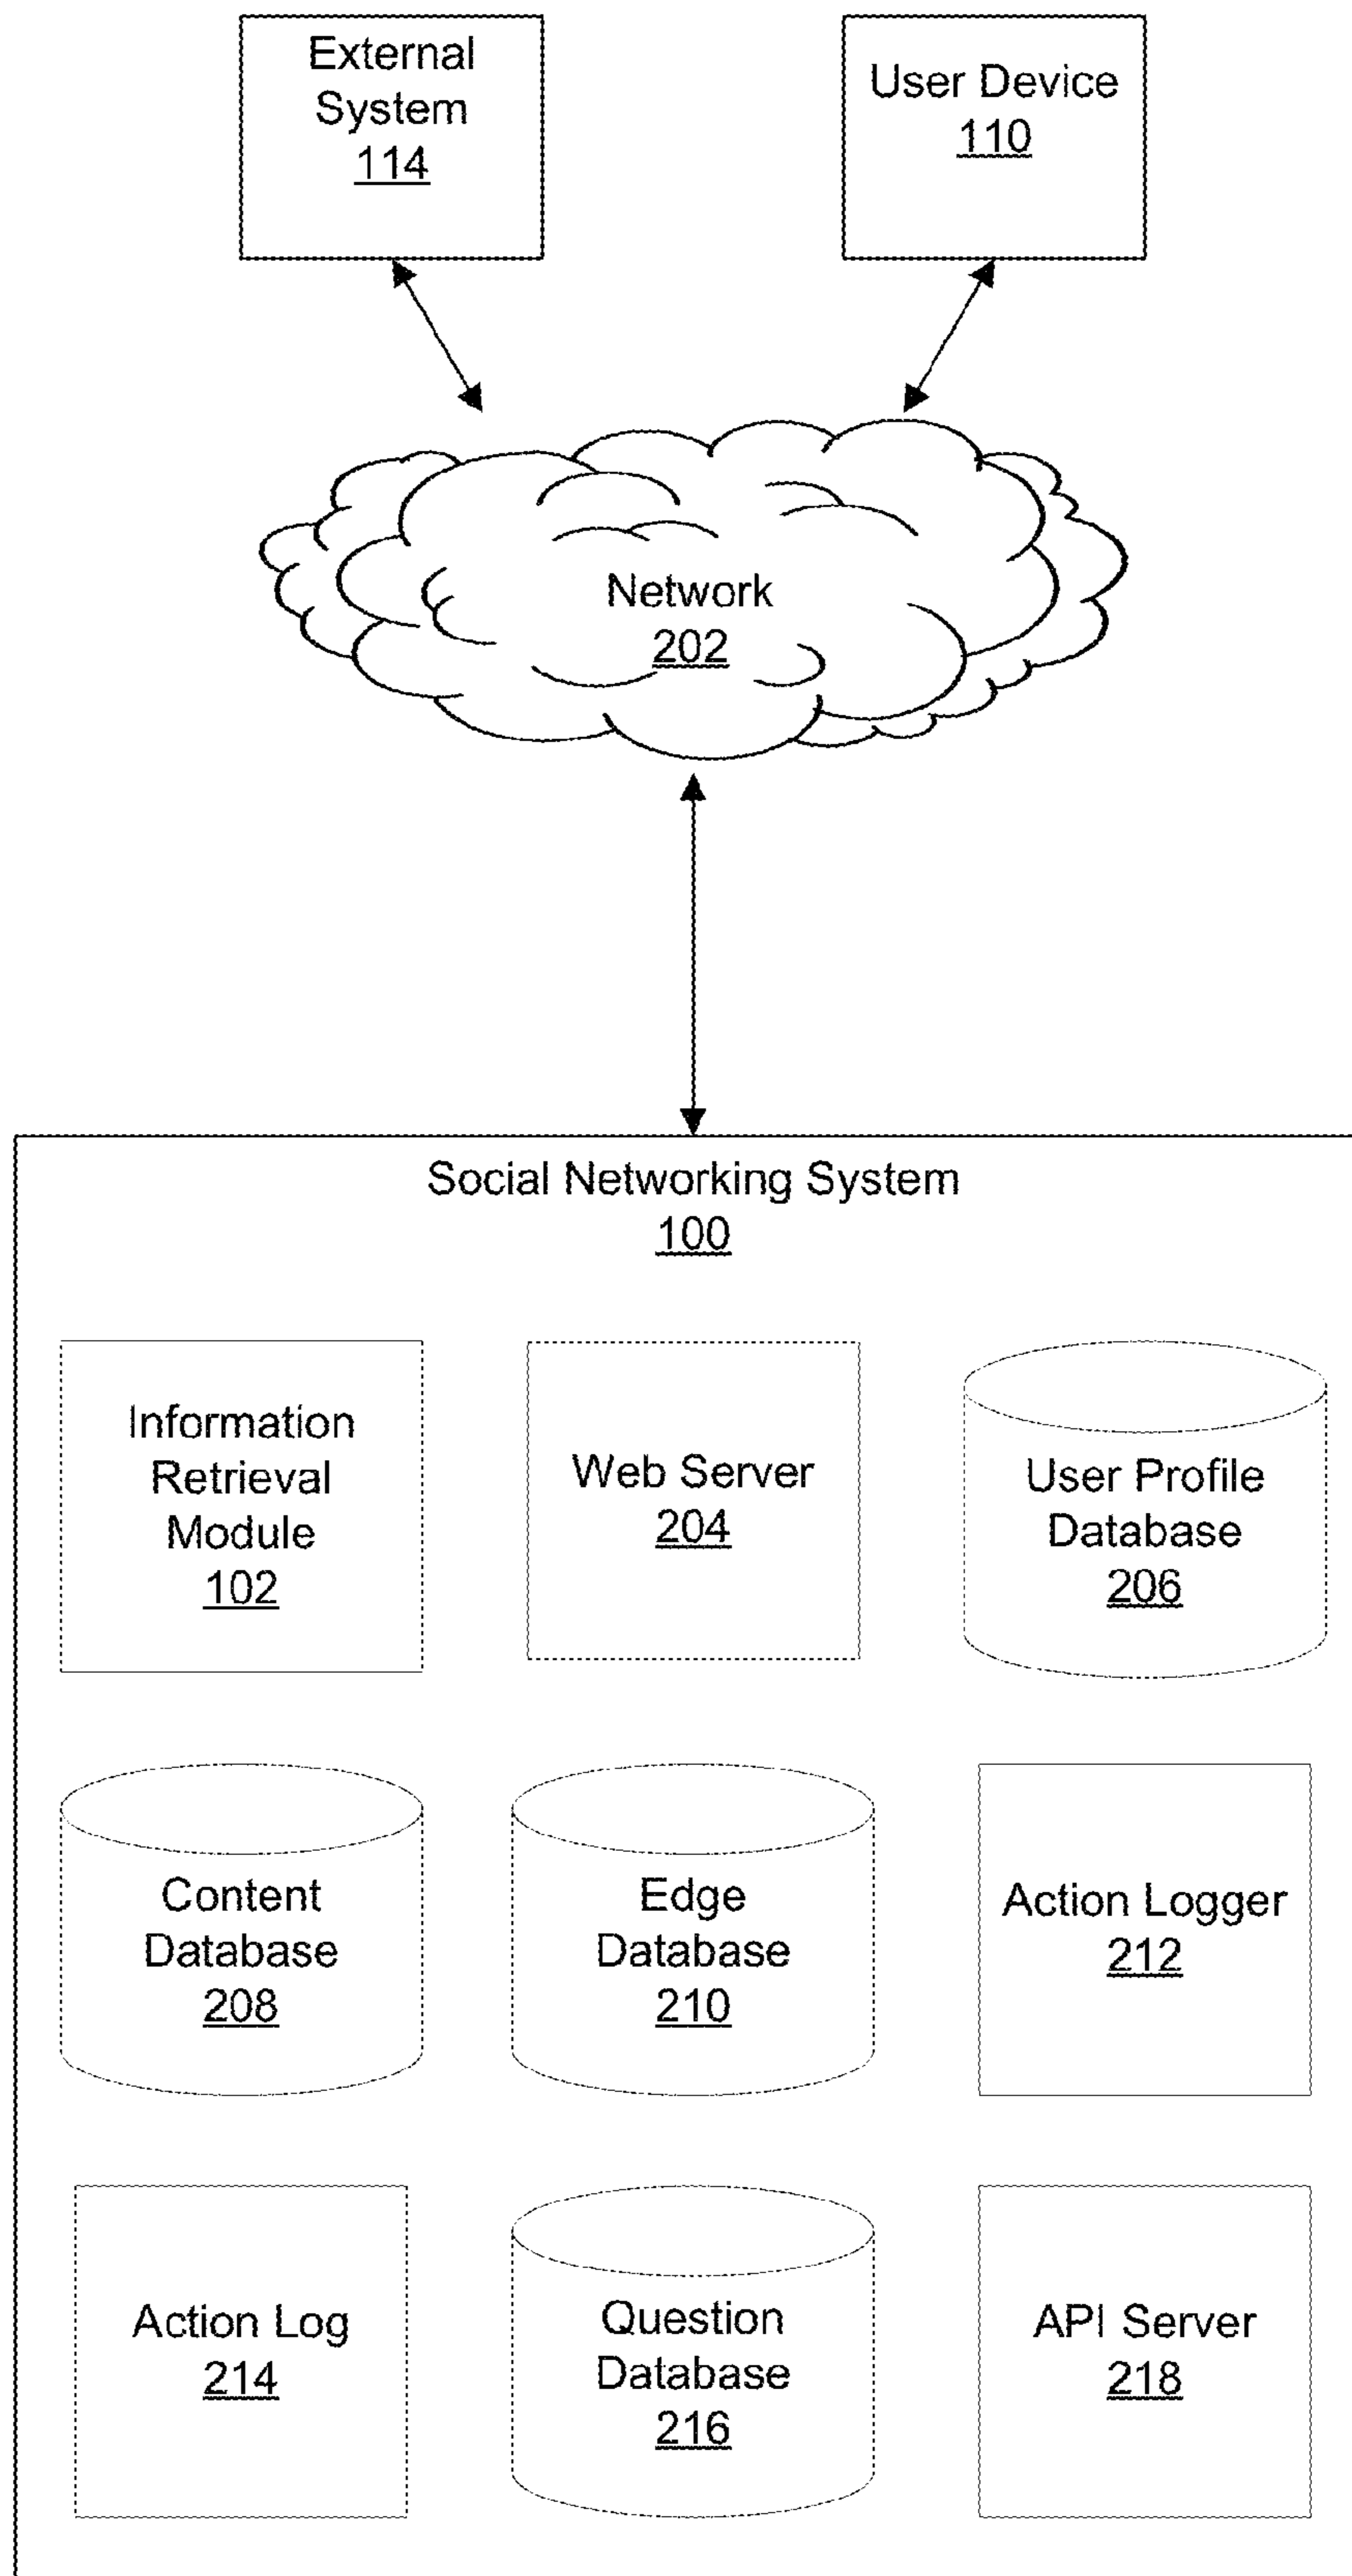 External
System
114
User Device
110
Network
202
Social Networking System
100
Information
Retrieval
Module
102
Web Server
204
User Profile
Database
206
Content
Database
208
Edge
Database
210
Action Logger
212
Action Log
214
Question
Database
216
API Server
218